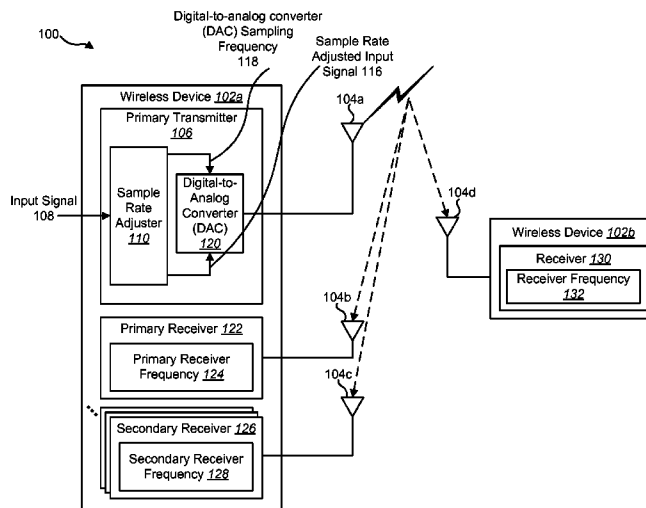 100
Digital-to-analog converter
(DAC) Sampling
Frequency
118
Sample Rate
Adjusted Input
Signal 116
Wireless Device 102a
Primary Transmitter
106
Input Signal
108
Sample
Rate
Adjuster
110
Digital-to-
Analog
Converter
(DAC)
120
104a
104d
Wireless Device 102b
Receiver 130
Receiver Frequency
132
Primary Receiver 122
Primary Receiver
Frequency 124
104b
104c
Secondary Receiver 126
Secondary Receiver
Frequency 128